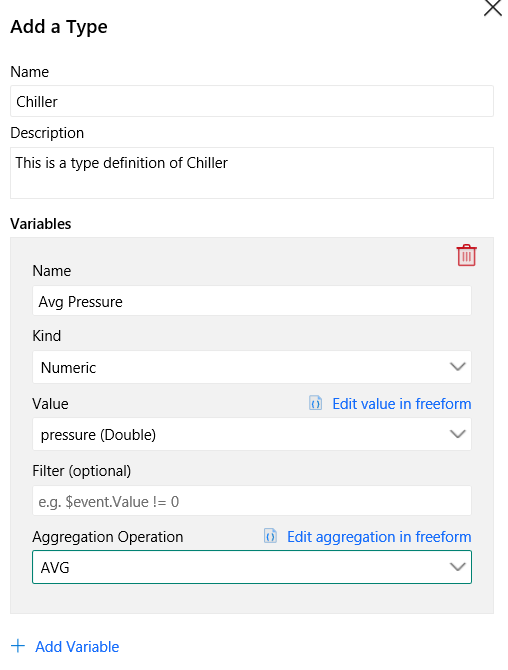 Add a Type
Name
Chiller
Description
This is a type definition of Chiller
Variables
Name
Avg Pressure
Kind
Numeric
Value
Edit value in freeform
pressure (Double)
Filter (optional)
e.g. $event.Value != 0
Aggregation Operation
Edit aggregation in freeform
AVG
Add Variable